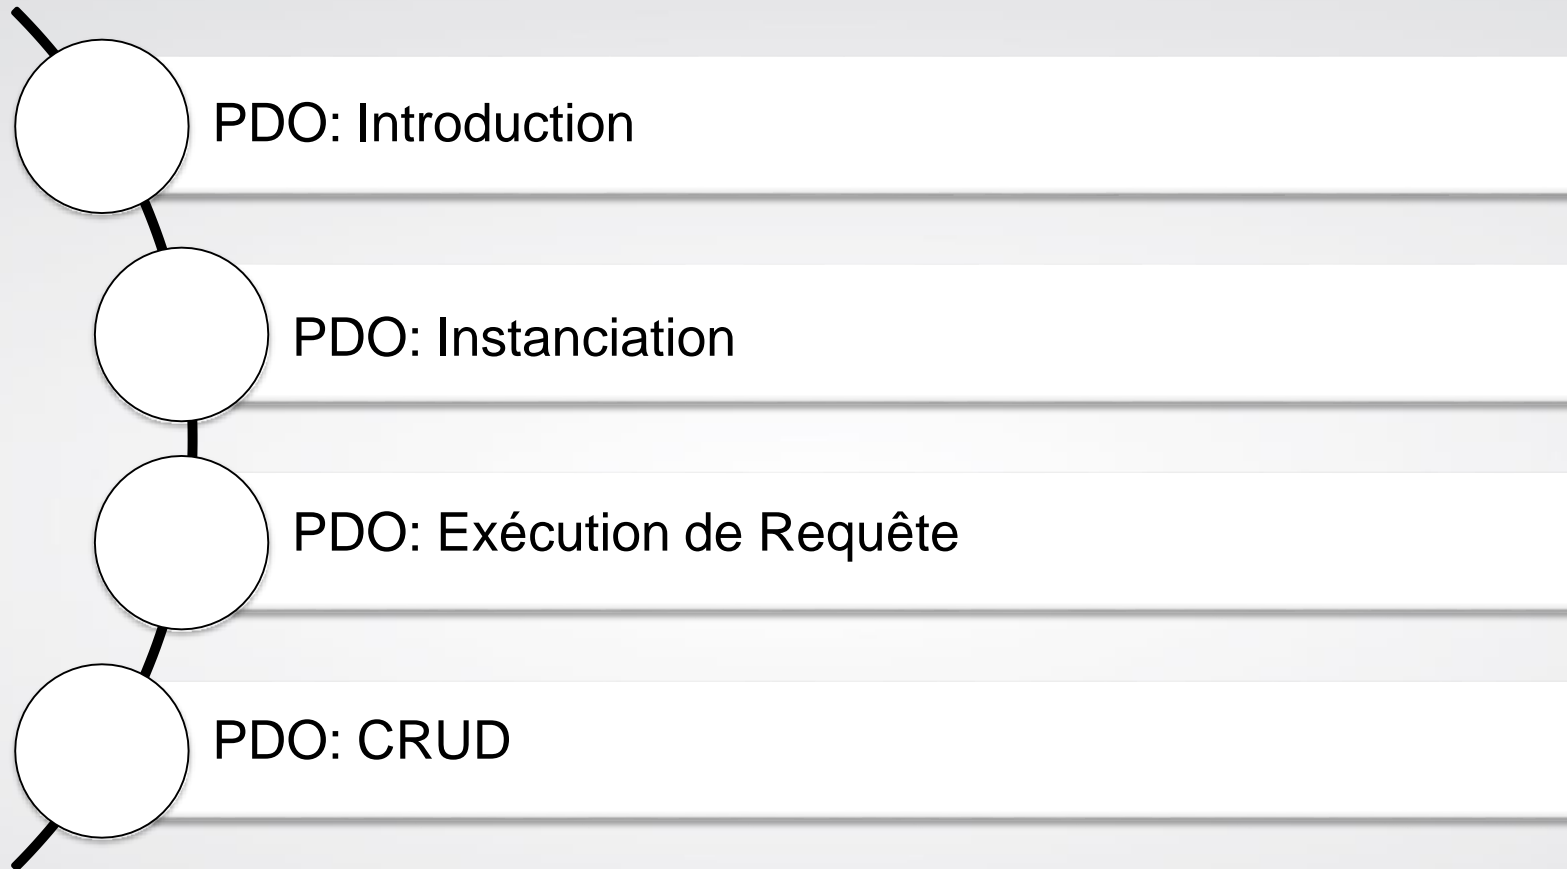 PDO: Introduction
PDO: Instanciation
PDO: Exécution de Requête
PDO: CRUD